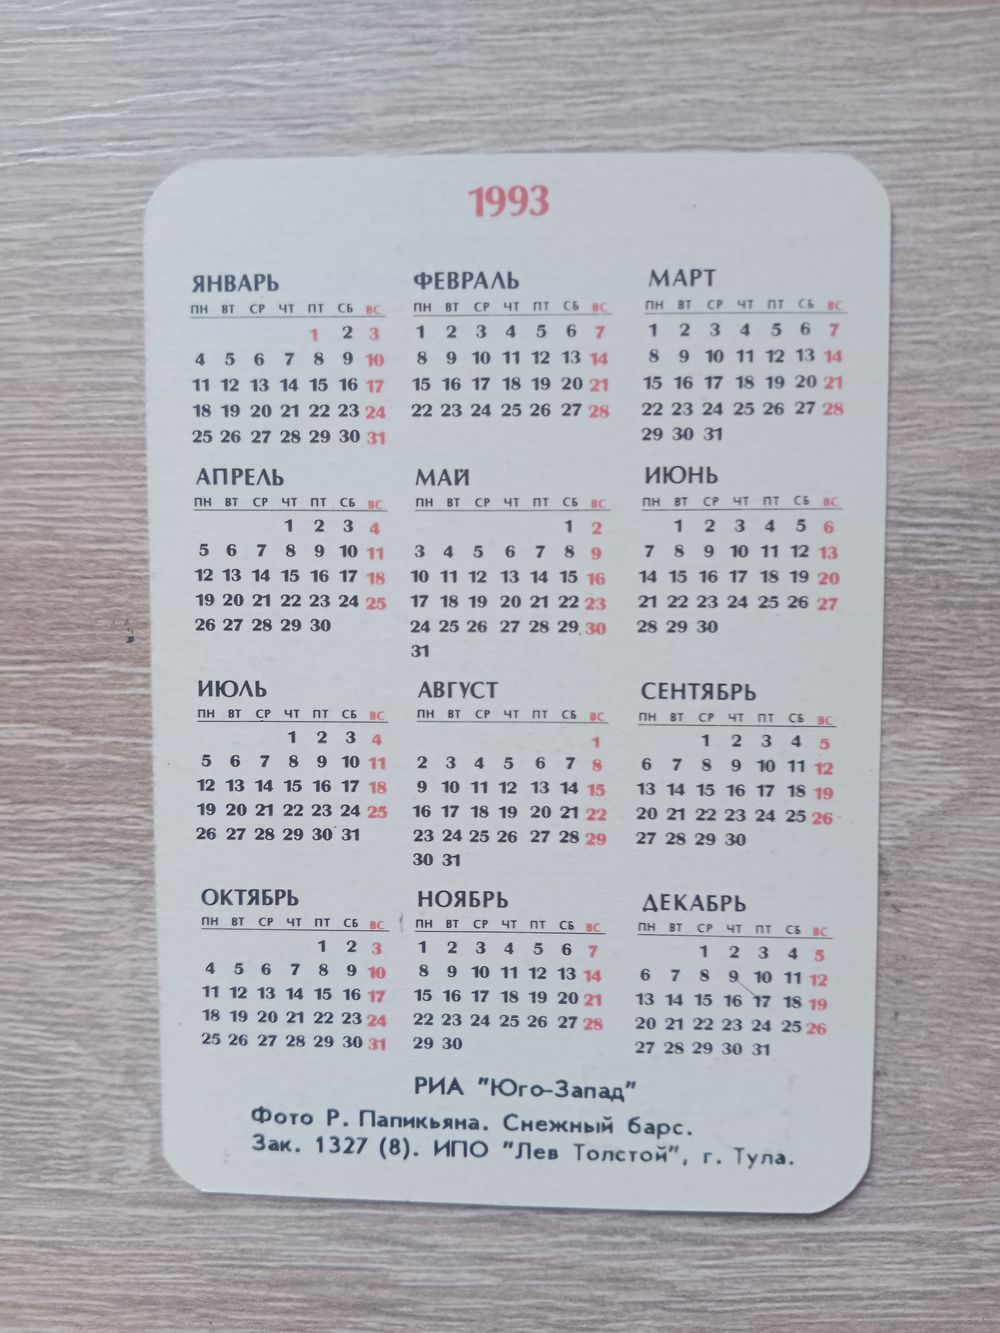 1993
ЯНВАРЬ
ПН ВТ СР ЧТ ПТ СБ ВС
1 2 3
4 5 6 7 8 9 10
11 12 13 14 15 16 17
18 19 20 21 22 23 24
25 26 27 28 29 30 31
ФЕВРАЛЬ
ПН ВТ СР ЧТ ПТ СБ ВС
1 2 3 4 5 6 7
8 9 10 11 12 13 14
15 16 17 18 19 20 21
22 23 24 25 26 27 28
МАРТ
ПН ВТ СР ЧТ ПТ СБ ВС
1 2 3 4 5 6 7
8 9 10 11 12 13 14
15 16 17 18 19 20 21
22 23 24 25 26 27 28
29 30 31
АПРЕЛЬ
ПН ВТ СР ЧТ ПТ СБ ВС
1 2 3 4
5 6 7 8 9 10 11
12 13 14 15 16 17 18
19 20 21 22 23 24 25
26 27 28 29 30
МАЙ
ПН ВТ СР ЧТ ПТ СБ ВС
1 2
3 4 5 6 7 8 9
10 11 12 13 14 15 16
17 18 19 20 21 22 23
24 25 26 27 28 29 30
31
ИЮНЬ
ПН ВТ СР ЧТ ПТ СБ ВС
1 2 3 4 5 6
7 8 9 10 11 12 13
14 15 16 17 18 19 20
21 22 23 24 25 26 27
28 29 30
ИЮЛЬ
ПН ВТ СР ЧТ ПТ СБ ВС
1 2 3 4
5 6 7 8 9 10 11
12 13 14 15 16 17 18
19 20 21 22 23 24 25
26 27 28 29 30 31
АВГУСТ
ПН ВТ СР ЧТ ПТ СБ ВС
1
2 3 4 5 6 7 8
9 10 11 12 13 14 15
16 17 18 19 20 21 22
23 24 25 26 27 28 29
30 31
СЕНТЯБРЬ
ПН ВТ СР ЧТ ПТ СБ ВС
1 2 3 4 5
6 7 8 9 10 11 12
13 14 15 16 17 18 19
20 21 22 23 24 25 26
27 28 29 30
ОКТЯБРЬ
ПН ВТ СР ЧТ ПТ СБ ВС
1 2 3
4 5 6 7 8 9 10
11 12 13 14 15 16 17
18 19 20 21 22 23 24
25 26 27 28 29 30 31
НОЯБРЬ
ПН ВТ СР ЧТ ПТ СБ ВС
1 2 3 4 5 6 7
8 9 10 11 12 13 14
15 16 17 18 19 20 21
22 23 24 25 26 27 28
29 30
ДЕКАБРЬ
ПН ВТ СР ЧТ ПТ СБ ВС
1 2 3 4 5
6 7 8 9 10 11 12
13 14 15 16 17 18 19
20 21 22 23 24 25 26
27 28 29 30 31
РИА "Юго-Запад"
Фото Р. Папикьяна. Снежный барс.
Зак. 1327 (8). ИПО "Лев Толстой", г. Тула.